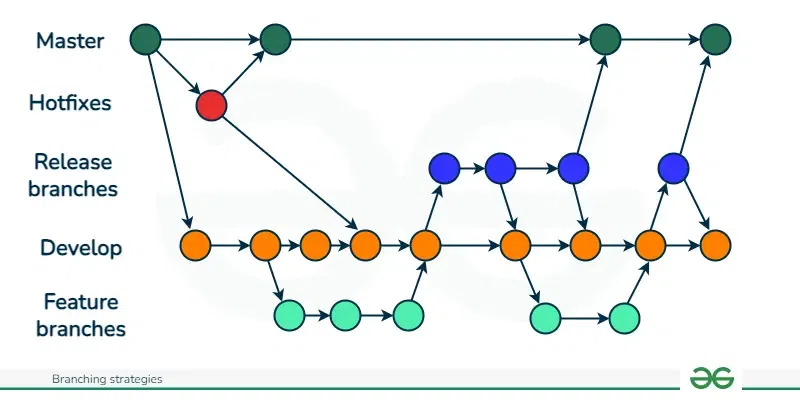 Master
Hotfixes
Release
branches
Develop
Feature
branches
Branching strategies